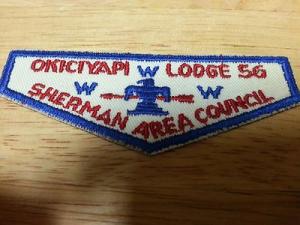 OKICIYAPI LODGE 56
W
W W
SHERMAN AREA COUNCIL